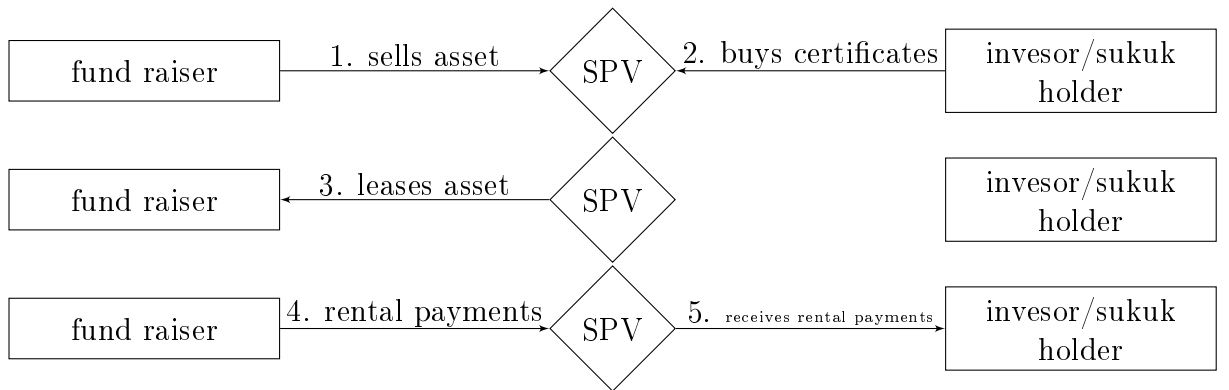 fund raiser
1. sells asset
SPV
2. buys certificates
invesor/sukuk
holder
fund raiser
3. leases asset
SPV
invesor/sukuk
holder
fund raiser
4. rental payments
SPV
5. receives rental payments
invesor/sukuk
holder